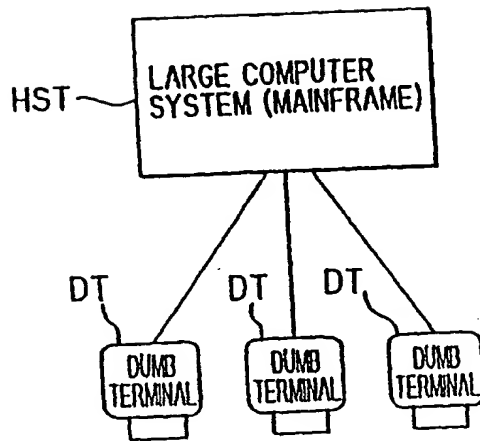 HST
LARGE COMPUTER
SYSTEM (MAINFRAME)
DT
DT
DT
DUMB
TERMINAL
DUMB
TERMINAL
DUMB
TERMINAL